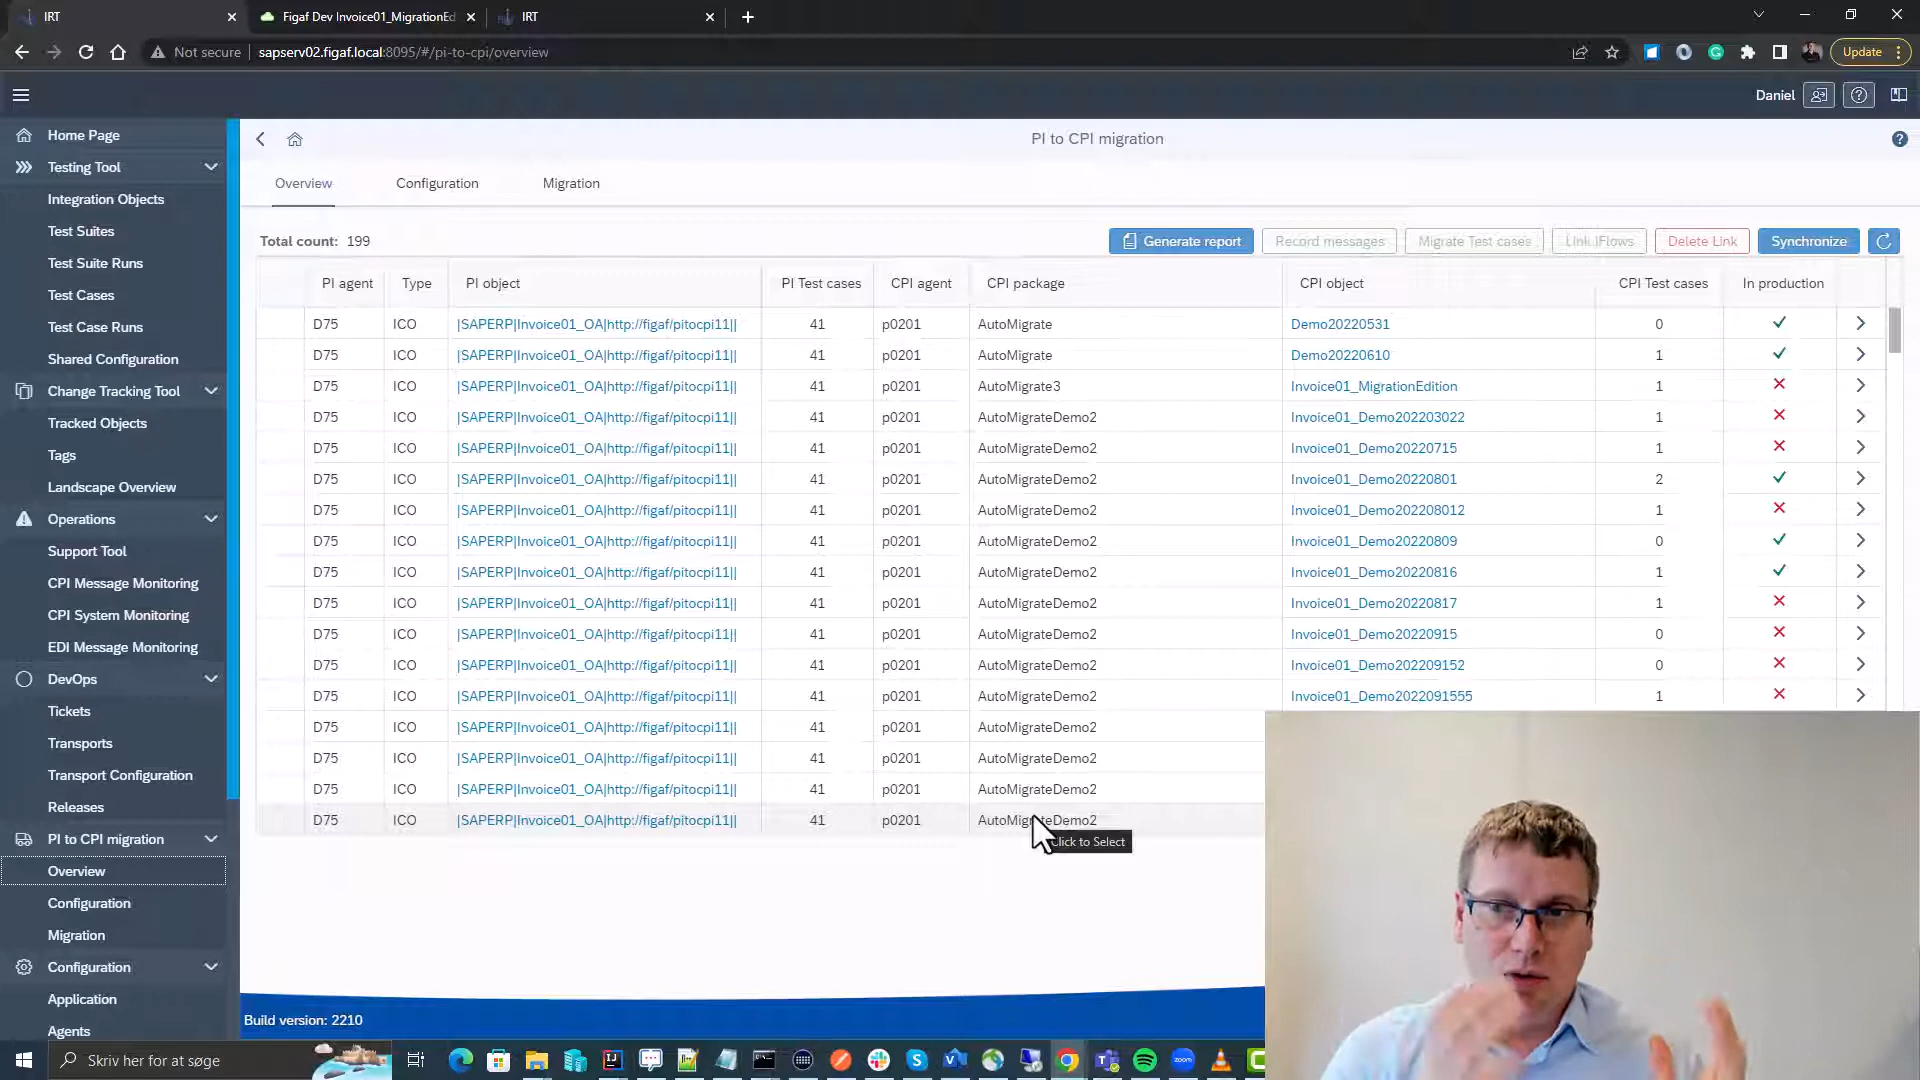 IRT
Figaf Dev Invoice01_MigrationEd
IRT
Not secure
sapserv02.figaf.local:8095/#/pi-to-cpi/overview
Update
Daniel
Home Page
Testing Tool
Integration Objects
Test Suites
Test Suite Runs
Test Cases
Test Case Runs
Shared Configuration
Change Tracking Tool
Tracked Objects
Tags
Landscape Overview
Operations
Support Tool
CPI Message Monitoring
CPI System Monitoring
EDI Message Monitoring
DevOps
Tickets
Transports
Transport Configuration
Releases
PI to CPI migration
Overview
Configuration
Migration
Configuration
Application
Agents
PI to CPI migration
Overview Configuration Migration
Total count: 199
Generate report Record messages Migrate Test cases Link IFlows Delete Link Synchronize
PI agent Type PI object PI Test cases CPI agent CPI package CPI object CPI Test cases In production
D75 ICO |SAPERP|Invoice01_OA|http://figaf/pitocpi11|| 41 p0201 AutoMigrate Demo20220531 0
D75 ICO |SAPERP|Invoice01_OA|http://figaf/pitocpi11|| 41 p0201 AutoMigrate Demo20220610 1
D75 ICO |SAPERP|Invoice01_OA|http://figaf/pitocpi11|| 41 p0201 AutoMigrate3 Invoice01_MigrationEdition 1
D75 ICO |SAPERP|Invoice01_OA|http://figaf/pitocpi11|| 41 p0201 AutoMigrateDemo2 Invoice01_Demo202203022 1
D75 ICO |SAPERP|Invoice01_OA|http://figaf/pitocpi11|| 41 p0201 AutoMigrateDemo2 Invoice01_Demo20220715 1
D75 ICO |SAPERP|Invoice01_OA|http://figaf/pitocpi11|| 41 p0201 AutoMigrateDemo2 Invoice01_Demo20220801 2
D75 ICO |SAPERP|Invoice01_OA|http://figaf/pitocpi11|| 41 p0201 AutoMigrateDemo2 Invoice01_Demo202208012 1
D75 ICO |SAPERP|Invoice01_OA|http://figaf/pitocpi11|| 41 p0201 AutoMigrateDemo2 Invoice01_Demo20220809 0
D75 ICO |SAPERP|Invoice01_OA|http://figaf/pitocpi11|| 41 p0201 AutoMigrateDemo2 Invoice01_Demo20220816 1
D75 ICO |SAPERP|Invoice01_OA|http://figaf/pitocpi11|| 41 p0201 AutoMigrateDemo2 Invoice01_Demo20220817 1
D75 ICO |SAPERP|Invoice01_OA|http://figaf/pitocpi11|| 41 p0201 AutoMigrateDemo2 Invoice01_Demo20220915 0
D75 ICO |SAPERP|Invoice01_OA|http://figaf/pitocpi11|| 41 p0201 AutoMigrateDemo2 Invoice01_Demo202209152 0
D75 ICO |SAPERP|Invoice01_OA|http://figaf/pitocpi11|| 41 p0201 AutoMigrateDemo2 Invoice01_Demo2022091555 1
D75 ICO |SAPERP|Invoice01_OA|http://figaf/pitocpi11|| 41 p0201 AutoMigrateDemo2
D75 ICO |SAPERP|Invoice01_OA|http://figaf/pitocpi11|| 41 p0201 AutoMigrateDemo2
D75 ICO |SAPERP|Invoice01_OA|http://figaf/pitocpi11|| 41 p0201 AutoMigrateDemo2
D75 ICO |SAPERP|Invoice01_OA|http://figaf/pitocpi11|| 41 p0201 AutoMigrateDemo2
Click to Select
Build version: 2210
Skriv her for at søge
zoom